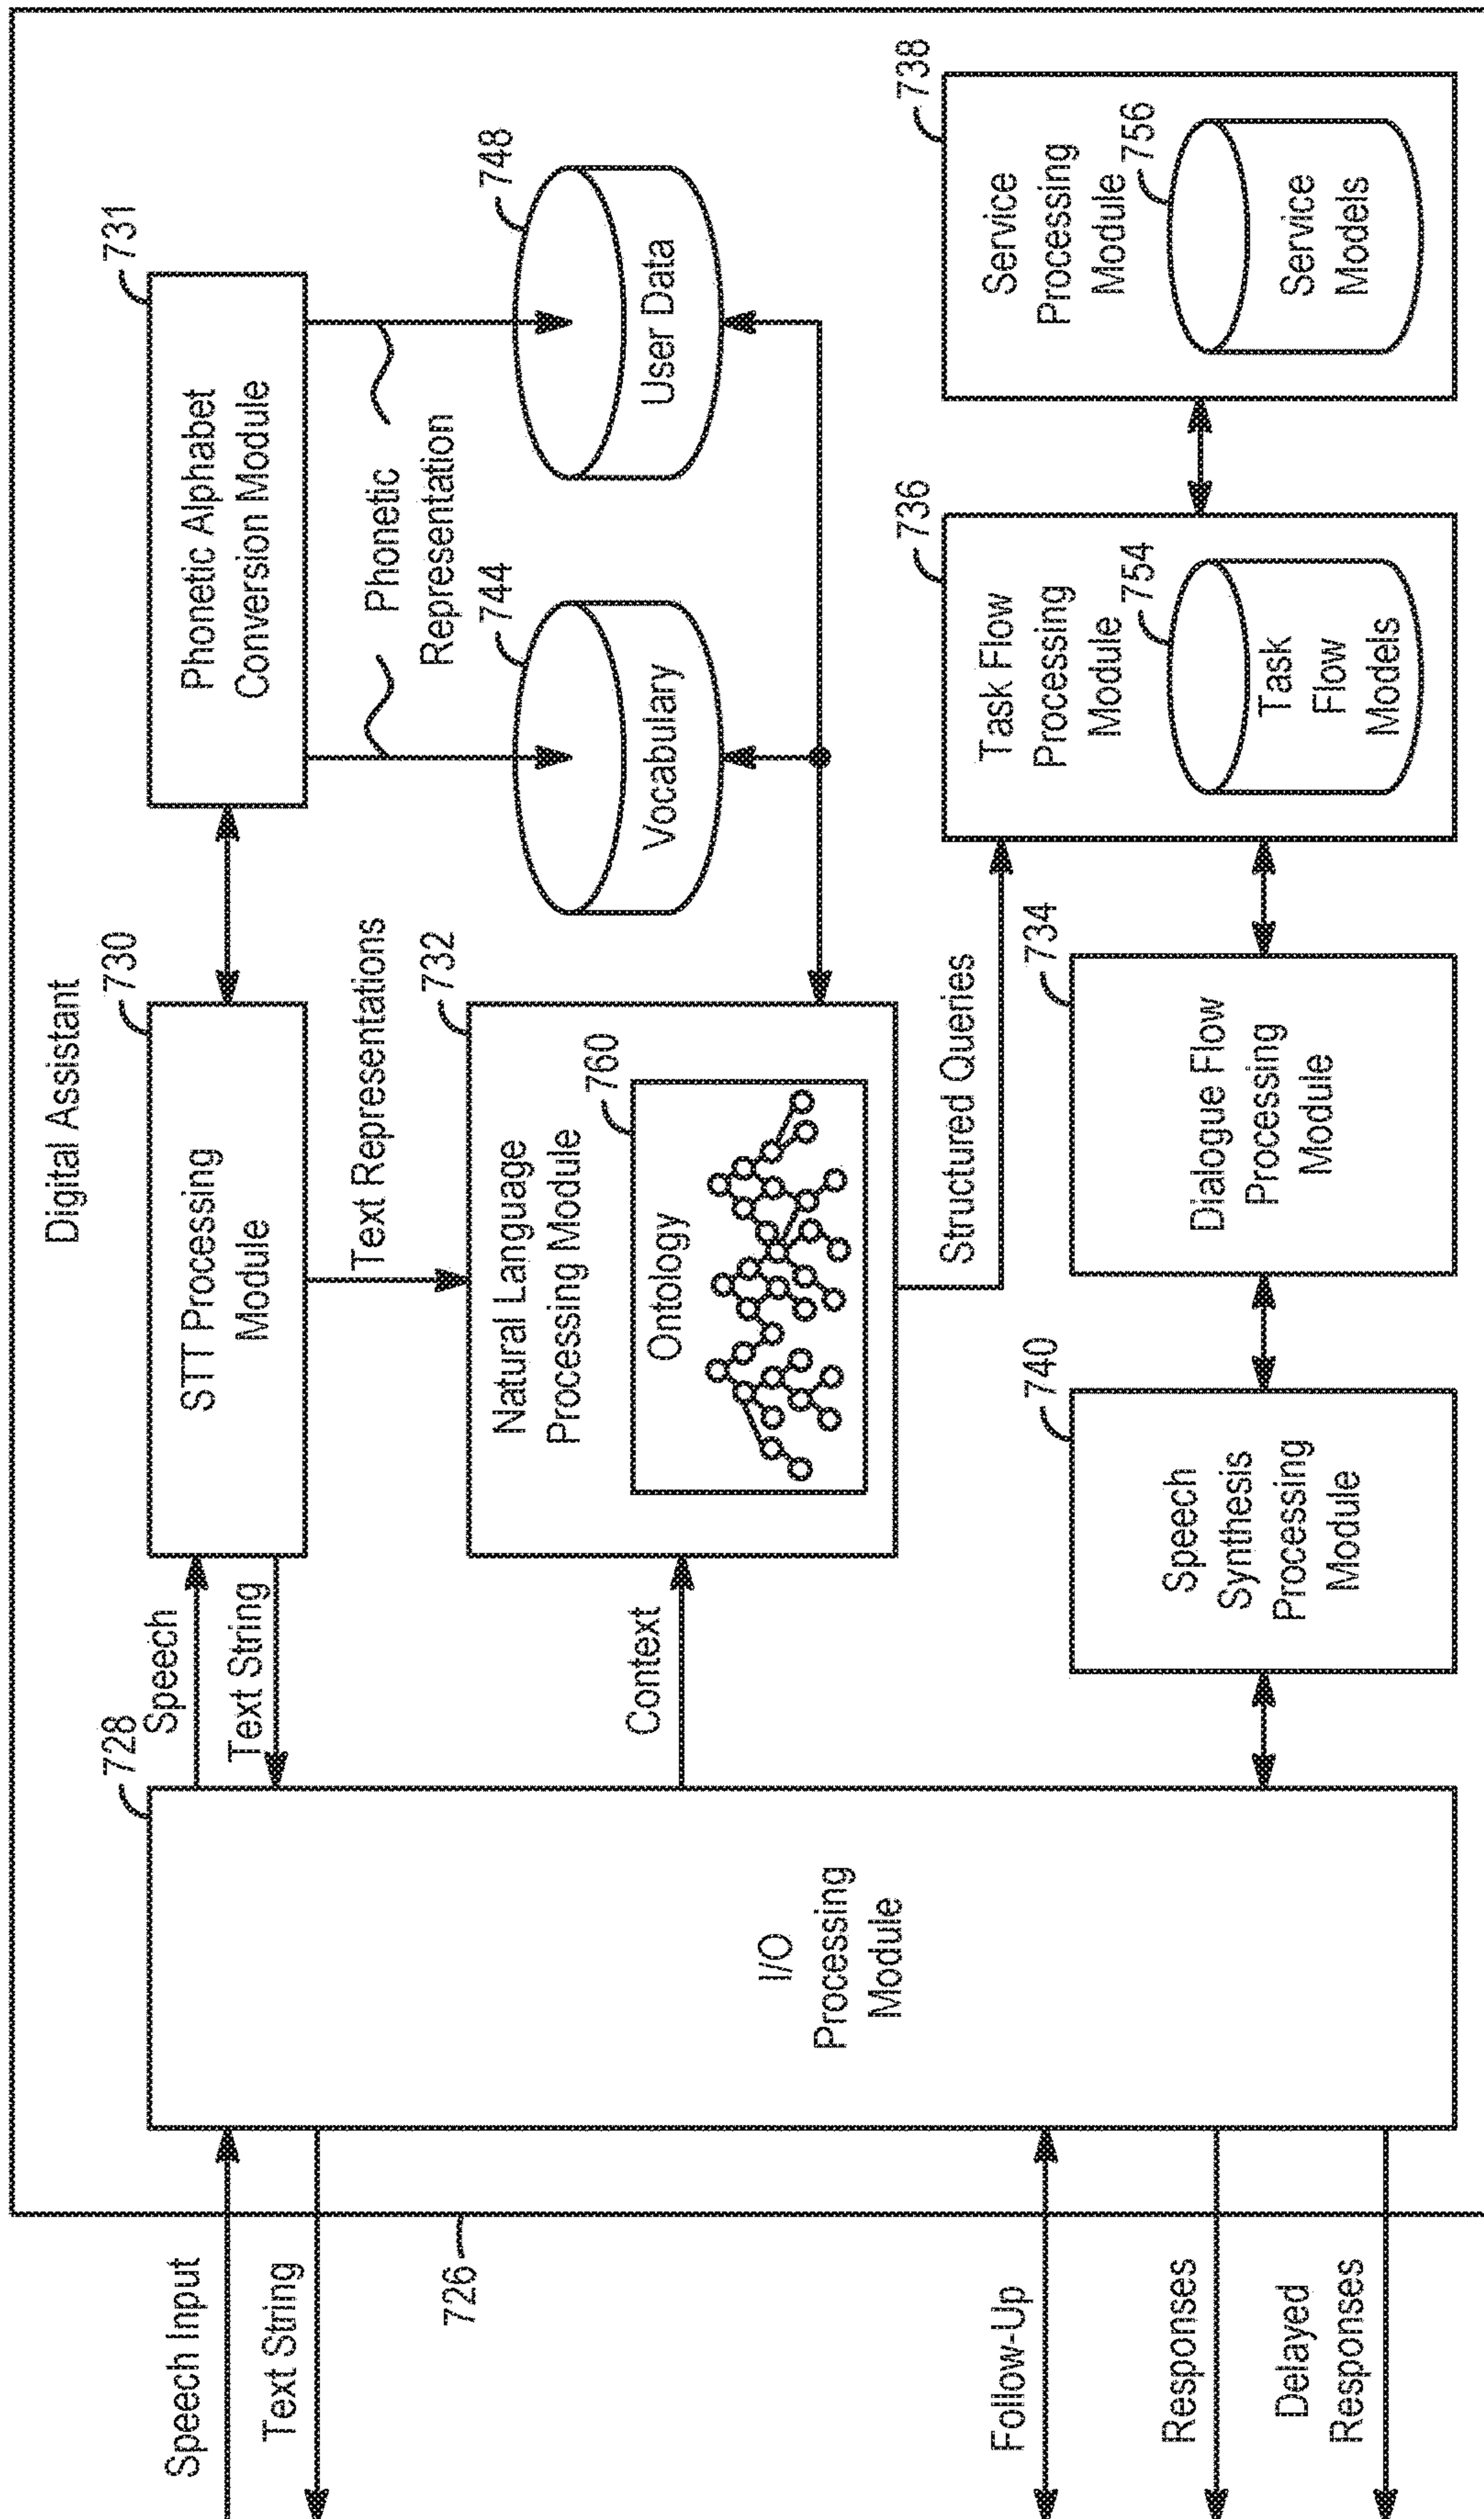 Digital Assistant
Speech Input
Text String
726
Follow-Up
Responses
Delayed
Responses
728
I/O
Processing
Module
Speech
Text String
Context
730
STT Processing
Module
Text Representations
732
Natural Language
Processing Module
760
Ontology
731
Phonetic Alphabet
Conversion Module
Phonetic
Representation
744
Vocabulary
748
User Data
Structured Queries
740
Speech
Synthesis
Processing
Module
734
Dialogue Flow
Processing
Module
736
Task Flow
Processing
Module
754
Task
Flow
Models
738
Service
Processing
Module
756
Service
Models